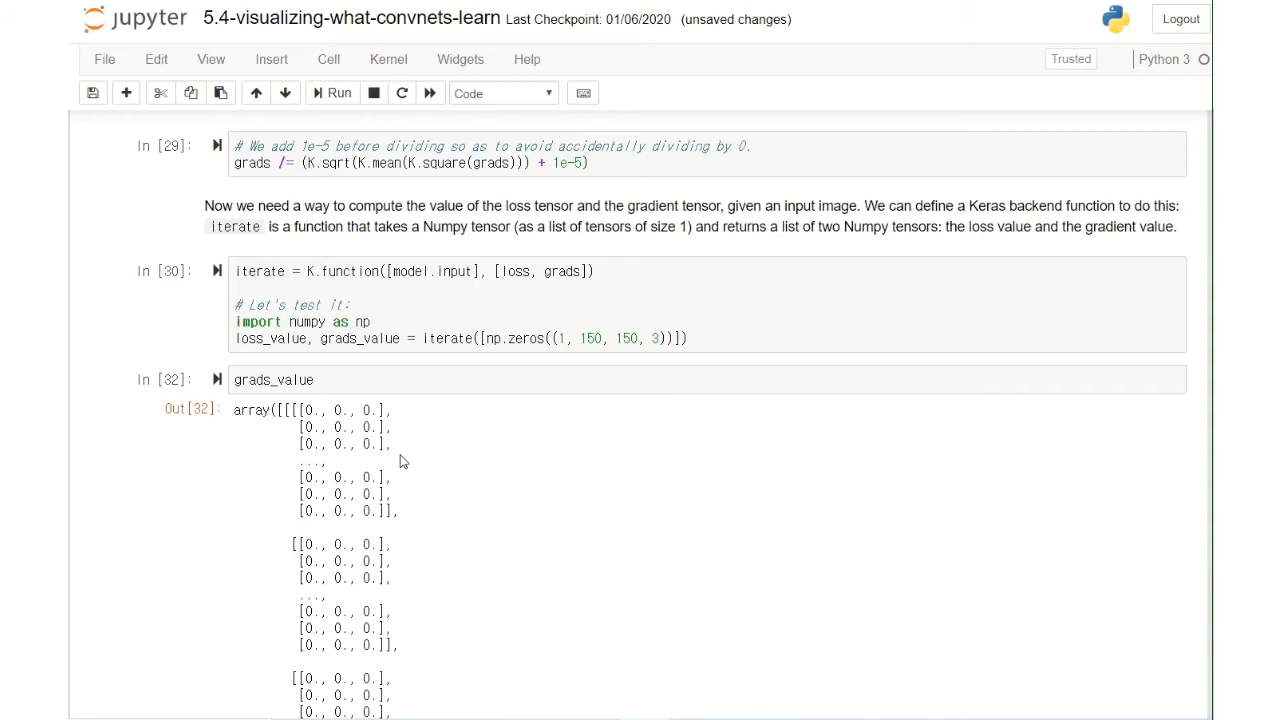 jupyter 5.4-visualizing-what-convnets-learn Last Checkpoint: 01/06/2020 (unsaved changes) Logout
File Edit View Insert Cell Kernel Widgets Help Trusted Python 3
Run Code
In [29]: # We add 1e-5 before dividing so as to avoid accidentally dividing by 0.
grads /= (K.sqrt(K.mean(K.square(grads))) + 1e-5)
Now we need a way to compute the value of the loss tensor and the gradient tensor, given an input image. We can define a Keras backend function to do this:
iterate is a function that takes a Numpy tensor (as a list of tensors of size 1) and returns a list of two Numpy tensors: the loss value and the gradient value.
In [30]: iterate = K.function([model.input], [loss, grads])
# Let's test it:
import numpy as np
loss_value, grads_value = iterate([np.zeros((1, 150, 150, 3))])
In [32]: grads_value
Out[32]: array([[[[0., 0., 0.],
[0., 0., 0.],
[0., 0., 0.],
...,
[0., 0., 0.],
[0., 0., 0.],
[0., 0., 0.]],
[[0., 0., 0.],
[0., 0., 0.],
[0., 0., 0.],
...,
[0., 0., 0.],
[0., 0., 0.],
[0., 0., 0.]],
[[0., 0., 0.],
[0., 0., 0.],
[0., 0., 0.],